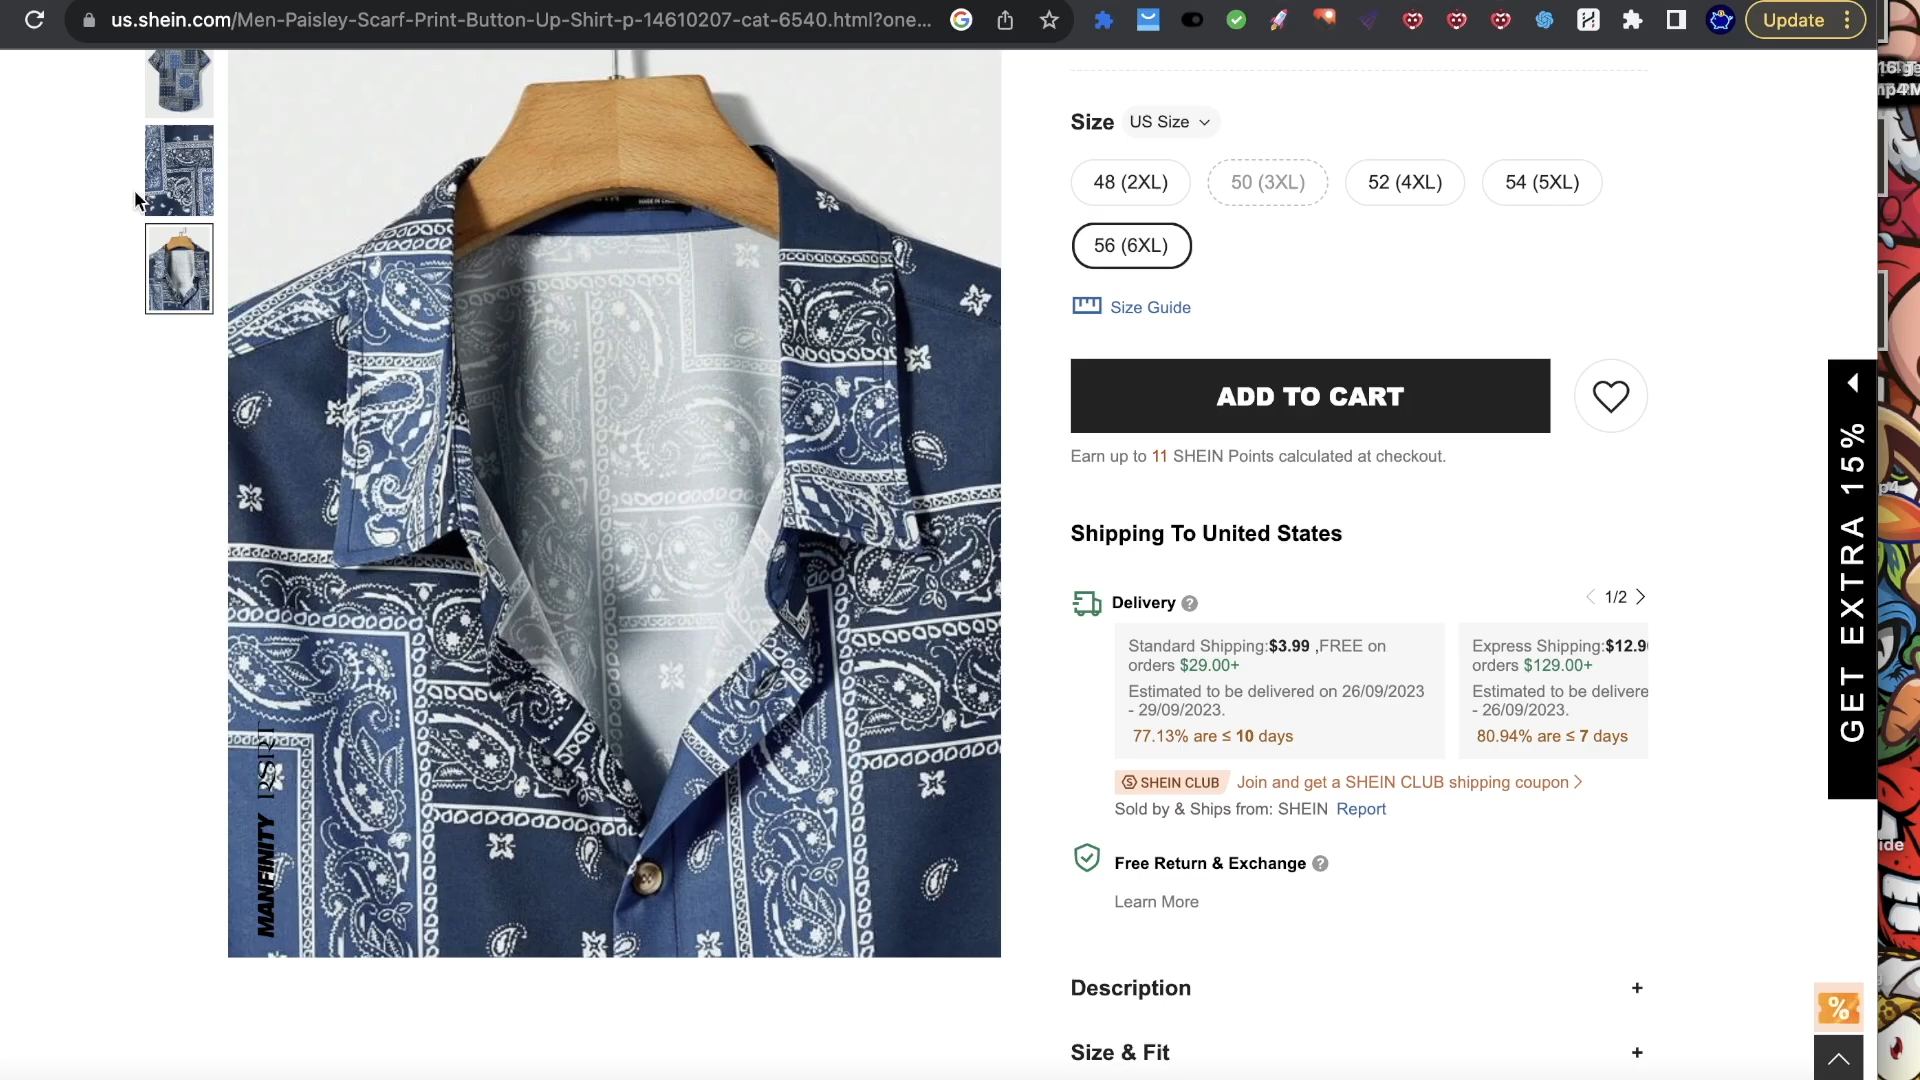 us.shein.com/Men-Paisley-Scarf-Print-Button-Up-Shirt-p-14610207-cat-6540.html?one...
Update
Size
US Size
48 (2XL)
50 (3XL)
52 (4XL)
54 (5XL)
56 (6XL)
Size Guide
ADD TO CART
Earn up to 11 SHEIN Points calculated at checkout.
GET EXTRA 15%
Shipping To United States
Delivery ?
1/2
Standard Shipping:$3.99 ,FREE on
orders $29.00+
Estimated to be delivered on 26/09/2023
- 29/09/2023.
77.13% are ≤ 10 days
Express Shipping:$12.9
orders $129.00+
Estimated to be delivere
- 26/09/2023.
80.94% are ≤ 7 days
SHEIN CLUB
Join and get a SHEIN CLUB shipping coupon
Sold by & Ships from: SHEIN Report
Free Return & Exchange ?
Learn More
MANFINITY RSRT
Description +
Size & Fit +
%